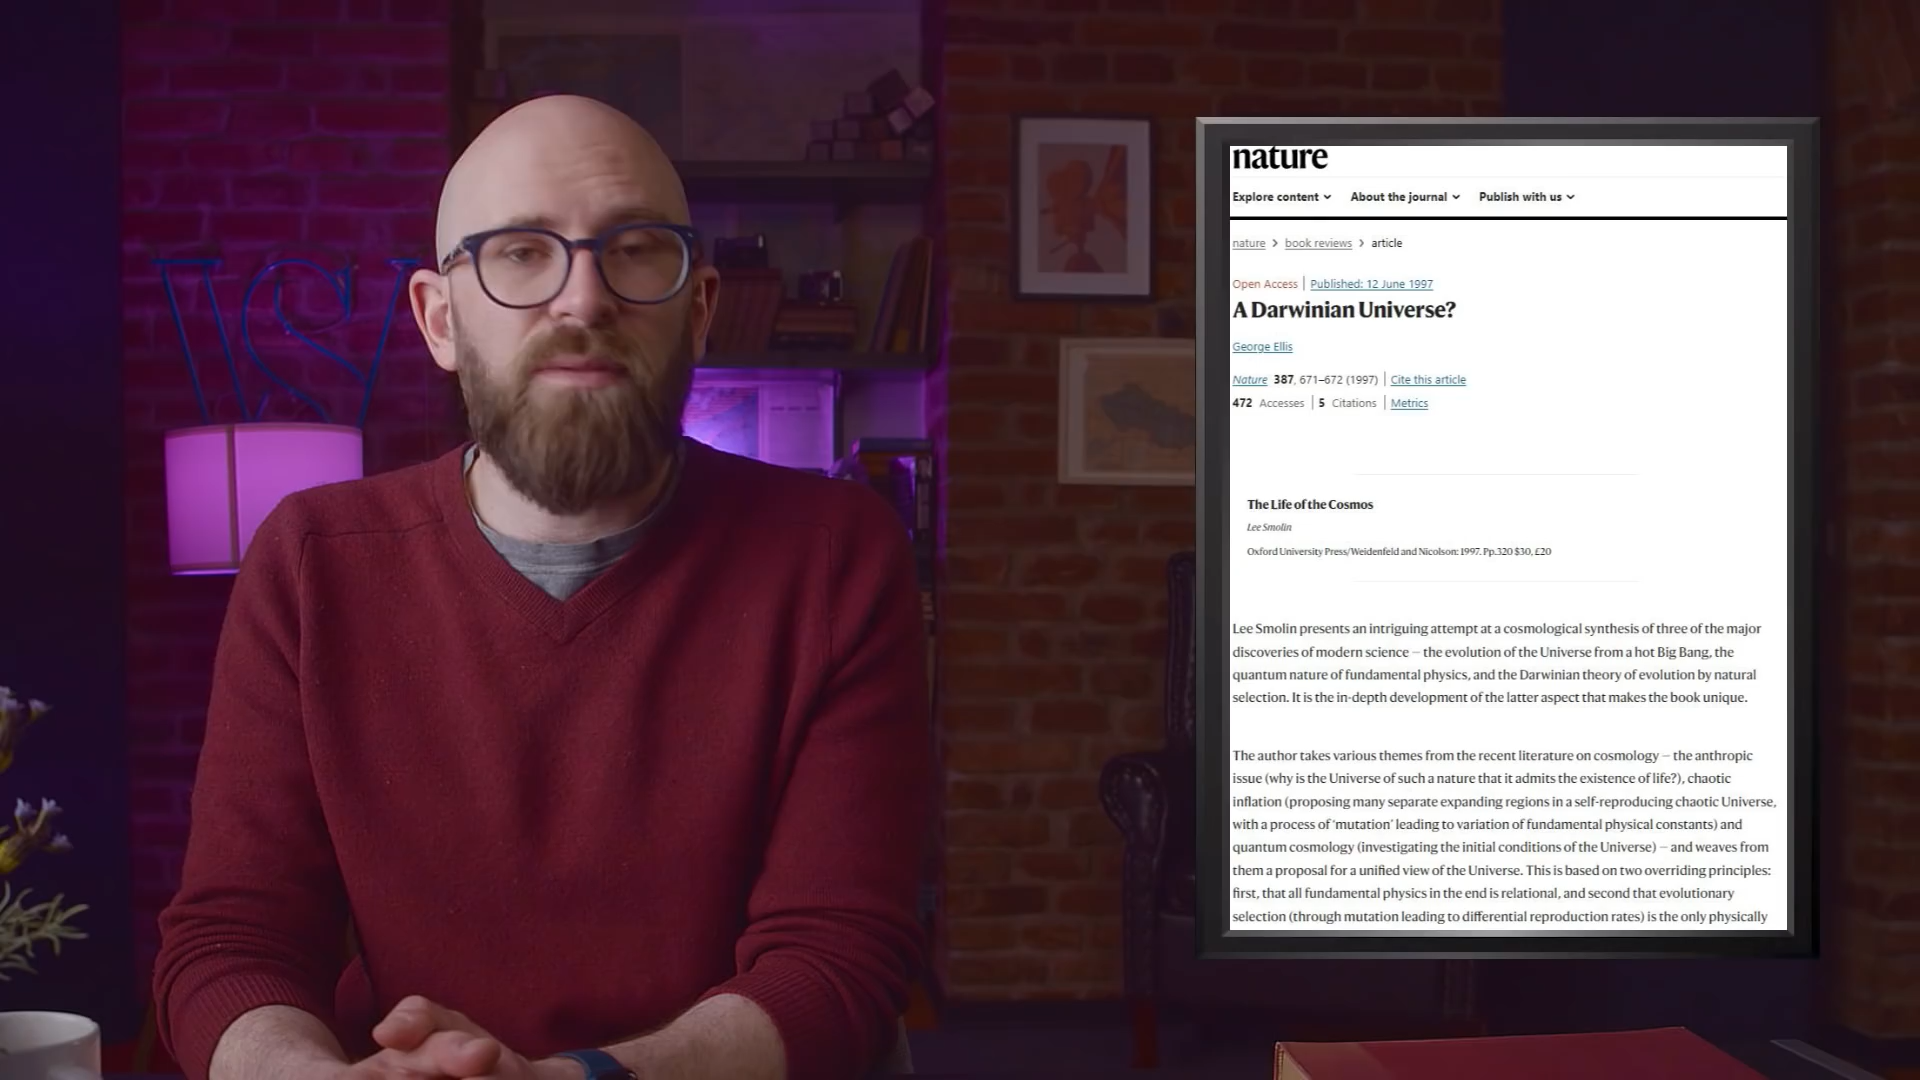 nature
Explore content
About the journal
Publish with us
nature > book reviews > article
Open Access | Published: 12 June 1997
A Darwinian Universe?
George Ellis
Nature 387, 671–672 (1997) | Cite this article
472 Accesses | 5 Citations | Metrics
The Life of the Cosmos
Lee Smolin
Oxford University Press/Weidenfeld and Nicolson: 1997. Pp.320 $30, £20
Lee Smolin presents an intriguing attempt at a cosmological synthesis of three of the major
discoveries of modern science — the evolution of the Universe from a hot Big Bang, the
quantum nature of fundamental physics, and the Darwinian theory of evolution by natural
selection. It is the in-depth development of the latter aspect that makes the book unique.
The author takes various themes from the recent literature on cosmology — the anthropic
issue (why is the Universe of such a nature that it admits the existence of life?), chaotic
inflation (proposing many separate expanding regions in a self-reproducing chaotic Universe,
with a process of 'mutation' leading to variation of fundamental physical constants) and
quantum cosmology (investigating the initial conditions of the Universe) — and weaves from
them a proposal for a unified view of the Universe. This is based on two overriding principles:
first, that all fundamental physics in the end is relational, and second that evolutionary
selection (through mutation leading to differential reproduction rates) is the only physically